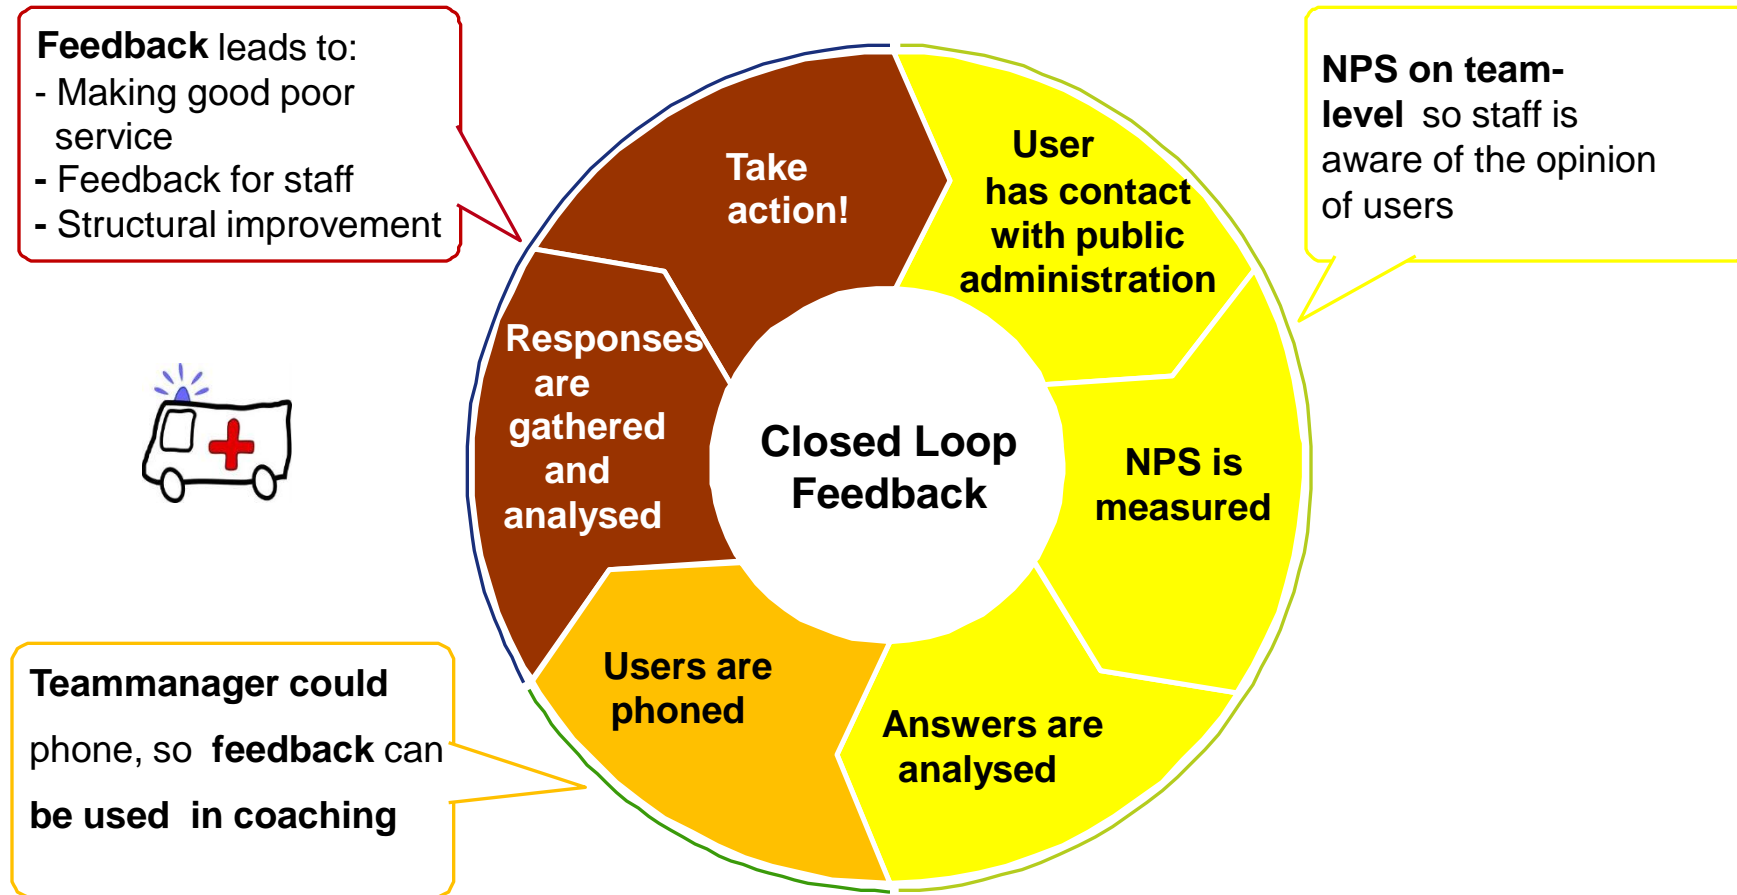 Feedback leads to:
- Making good poor
service
- Feedback for staff
- Structural improvement
NPS on team-
level so staff is
aware of the opinion
of users
Take
action!
User
has contact
with public
administration
Responses
are
gathered
and
analysed
Closed Loop
Feedback
NPS is
measured
Users are
phoned
Answers are
analysed
Teammanager could
phone, so feedback can
be used in coaching